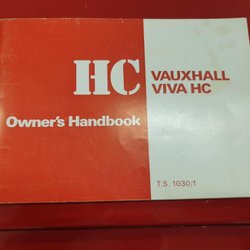 HC
VAUXHALL
VIVA HC
Owner's Handbook
T.S. 1030/1